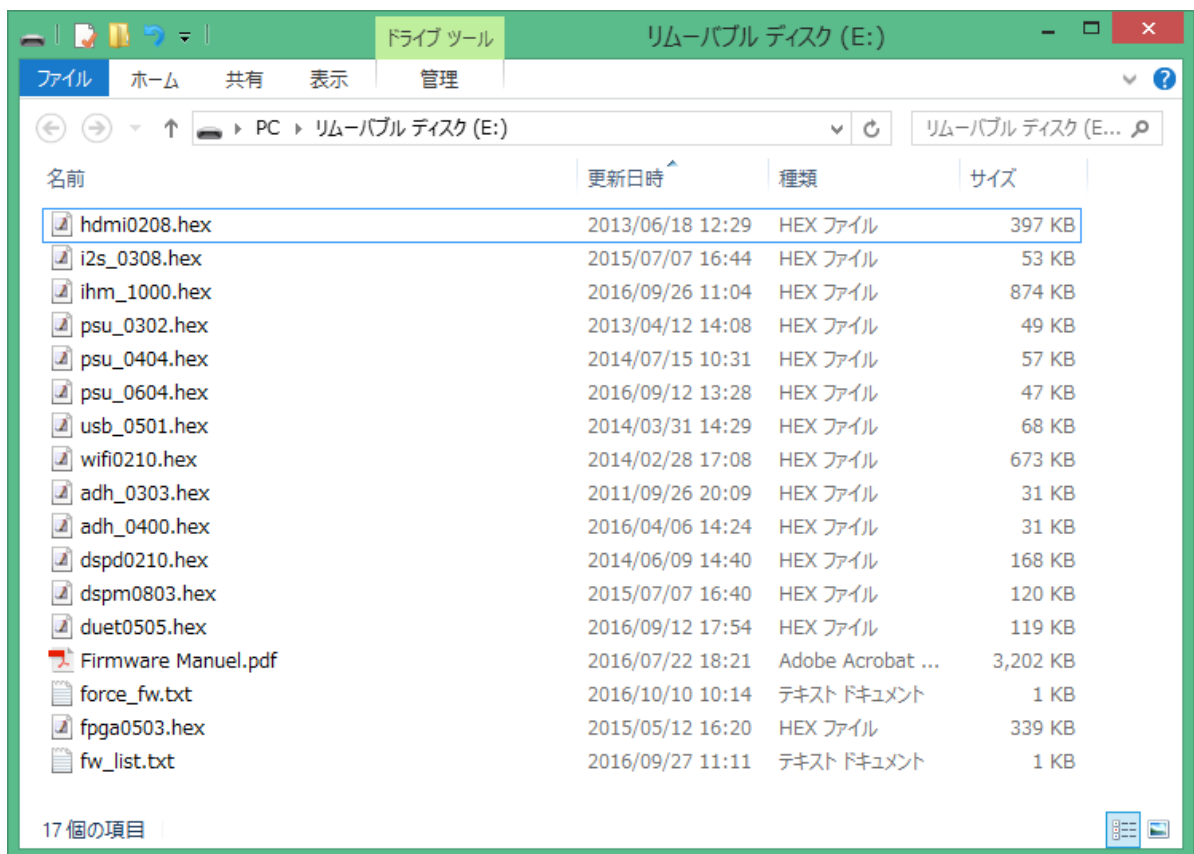 ドライブ ツール リムーバブル ディスク (E:)
ファイル ホーム 共有 表示 管理
PC リムーバブル ディスク (E:) リムーバブル ディスク (E...
名前 更新日時 種類 サイズ
hdmi0208.hex 2013/06/18 12:29 HEX ファイル 397 KB
i2s_0308.hex 2015/07/07 16:44 HEX ファイル 53 KB
ihm_1000.hex 2016/09/26 11:04 HEX ファイル 874 KB
psu_0302.hex 2013/04/12 14:08 HEX ファイル 49 KB
psu_0404.hex 2014/07/15 10:31 HEX ファイル 57 KB
psu_0604.hex 2016/09/12 13:28 HEX ファイル 47 KB
usb_0501.hex 2014/03/31 14:29 HEX ファイル 68 KB
wifi0210.hex 2014/02/28 17:08 HEX ファイル 673 KB
adh_0303.hex 2011/09/26 20:09 HEX ファイル 31 KB
adh_0400.hex 2016/04/06 14:24 HEX ファイル 31 KB
dspd0210.hex 2014/06/09 14:40 HEX ファイル 168 KB
dspm0803.hex 2015/07/07 16:40 HEX ファイル 120 KB
duet0505.hex 2016/09/12 17:54 HEX ファイル 119 KB
Firmware Manuel.pdf 2016/07/22 18:21 Adobe Acrobat ... 3,202 KB
force_fw.txt 2016/10/10 10:14 テキスト ドキュメント 1 KB
fpga0503.hex 2015/05/12 16:20 HEX ファイル 339 KB
fw_list.txt 2016/09/27 11:11 テキスト ドキュメント 1 KB
17 個の項目